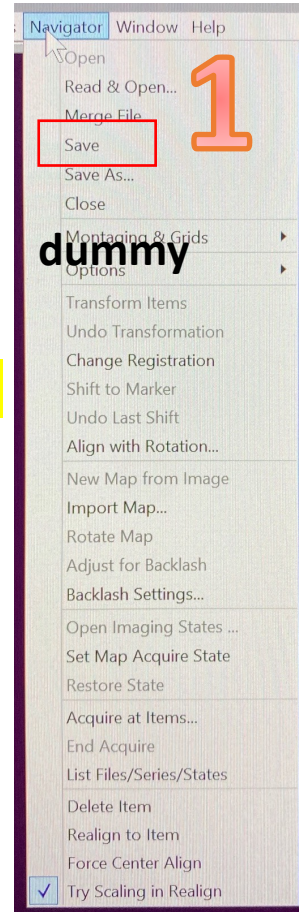 Navigator Window Help
1
Open
Read & Open...
Merge File
Save
Save As...
Close
Montaging & Grids
dummy
Options
Transform Items
Undo Transformation
Change Registration
Shift to Marker
Undo Last Shift
Align with Rotation...
New Map from Image
Import Map...
Rotate Map
Adjust for Backlash
Backlash Settings...
Open Imaging States ...
Set Map Acquire State
Restore State
Acquire at Items...
End Acquire
List Files/Series/States
Delete Item
Realign to Item
Force Center Align
Try Scaling in Realign